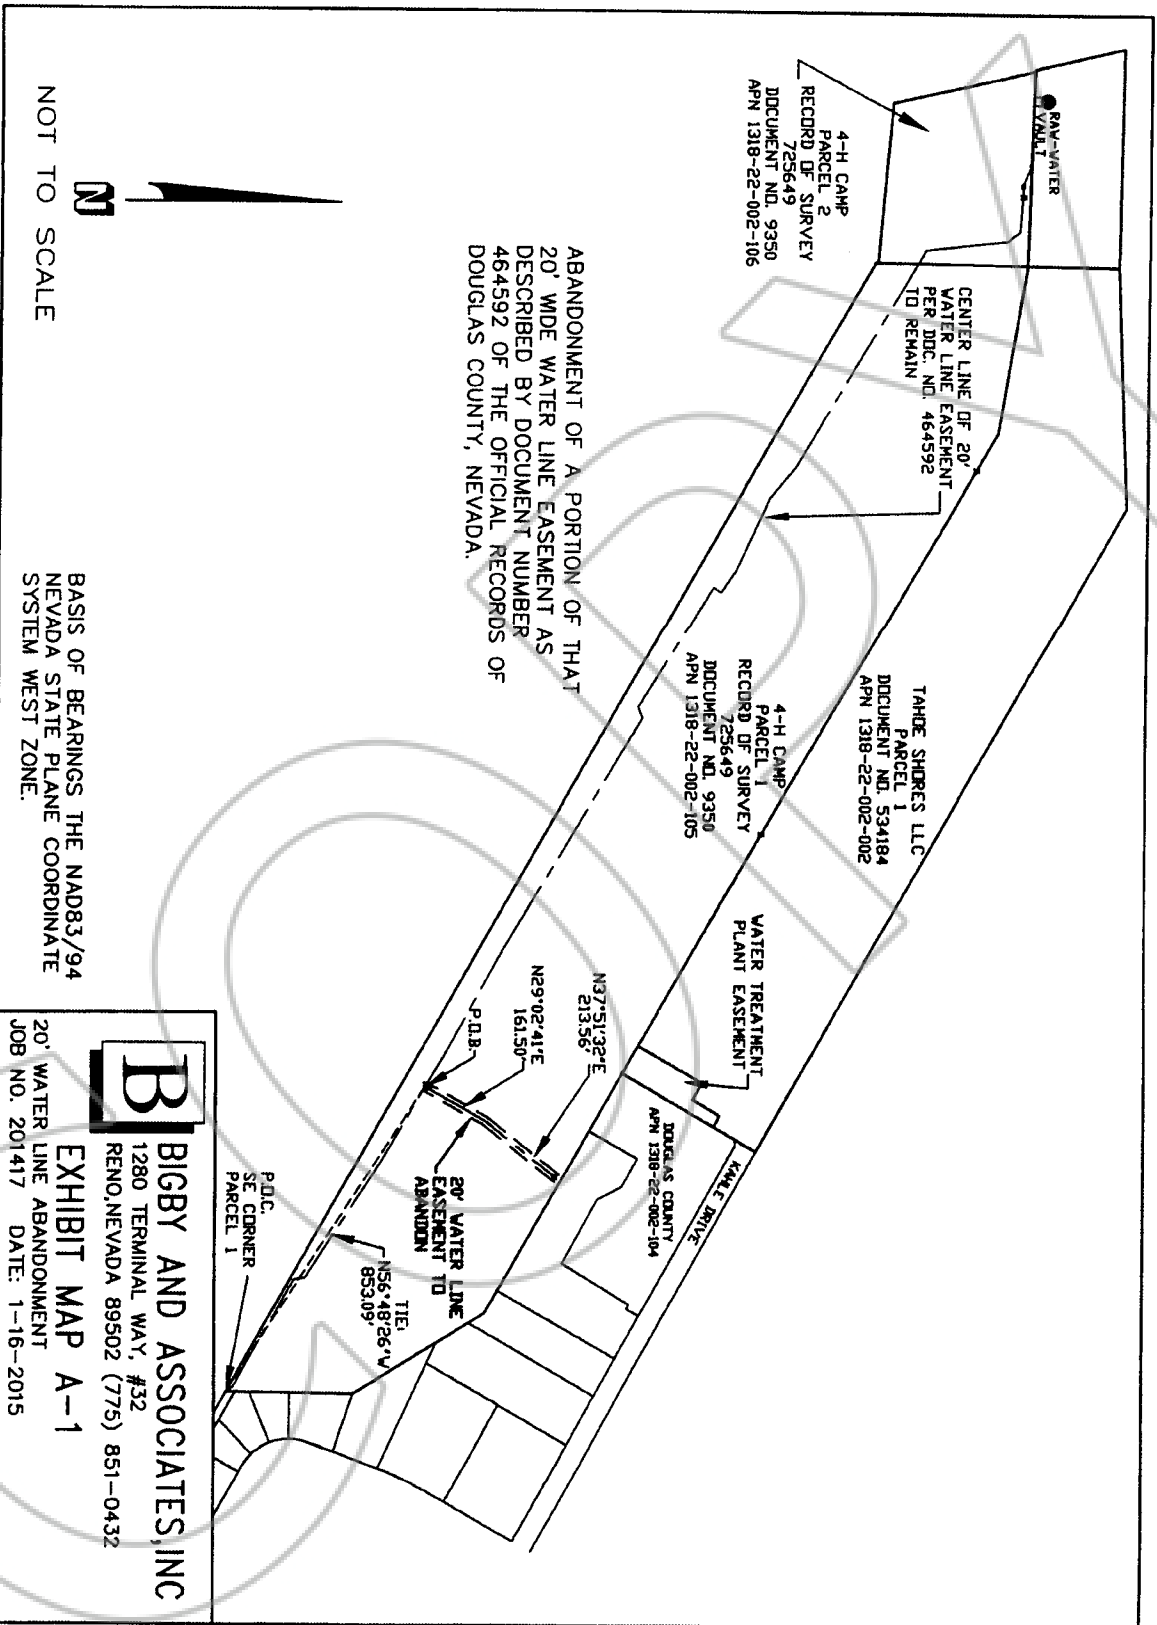 RAW-WATER
VAULT
4-H CAMP
PARCEL 2
RECORD OF SURVEY
725649
DOCUMENT NO. 9350
APN 1318-22-002-106
CENTER LINE OF 20'
WATER LINE EASEMENT
PER DOC. NO. 464592
TO REMAIN
TAHOE SHORES LLC
PARCEL 1
DOCUMENT NO. 534184
APN 1318-22-002-002
4-H CAMP
PARCEL 1
RECORD OF SURVEY
725649
DOCUMENT NO. 9350
APN 1318-22-002-105
WATER TREATMENT
PLANT EASEMENT
KAHLE DRIVE
DOUGLAS COUNTY
APN 1318-22-002-104
N37°51'32"E
213.56'
N29°02'41"E
161.50'
P.O.B.
20' WATER LINE
EASEMENT TO
ABANDON
TIE:
N56°48'26"W
853.09'
P.O.C.
SE CORNER
PARCEL 1
ABANDONMENT OF A PORTION OF THAT
20' WIDE WATER LINE EASEMENT AS
DESCRIBED BY DOCUMENT NUMBER
464592 OF THE OFFICIAL RECORDS OF
DOUGLAS COUNTY, NEVADA.
N
NOT TO SCALE
BASIS OF BEARINGS THE NAD83/94
NEVADA STATE PLANE COORDINATE
SYSTEM WEST ZONE.
B
BIGBY AND ASSOCIATES,INC
1280 TERMINAL WAY, #32
RENO,NEVADA 89502 (775) 851-0432
EXHIBIT MAP A-1
20' WATER LINE ABANDONMENT
JOB NO. 201417 DATE: 1-16-2015
COPY